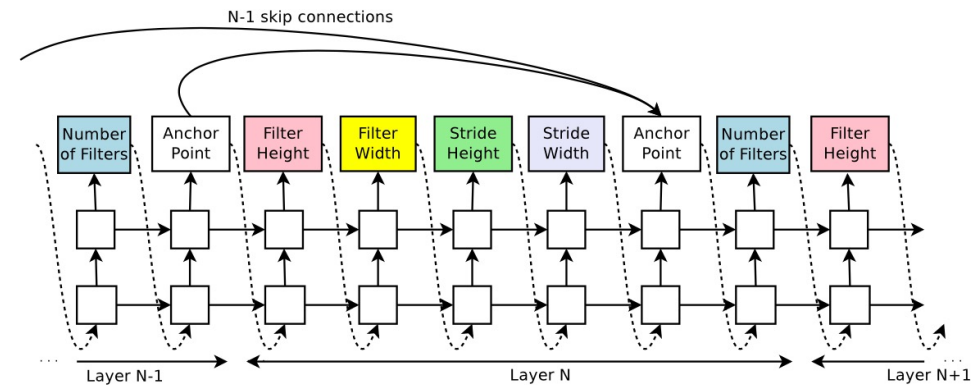 N-1 skip connections
Number
of Filters
Anchor
Point
Filter
Height
Filter
Width
Stride
Height
Stride
Width
Anchor
Point
Number
of Filters
Filter
Height
...
...
Layer N-1
Layer N
Layer N+1